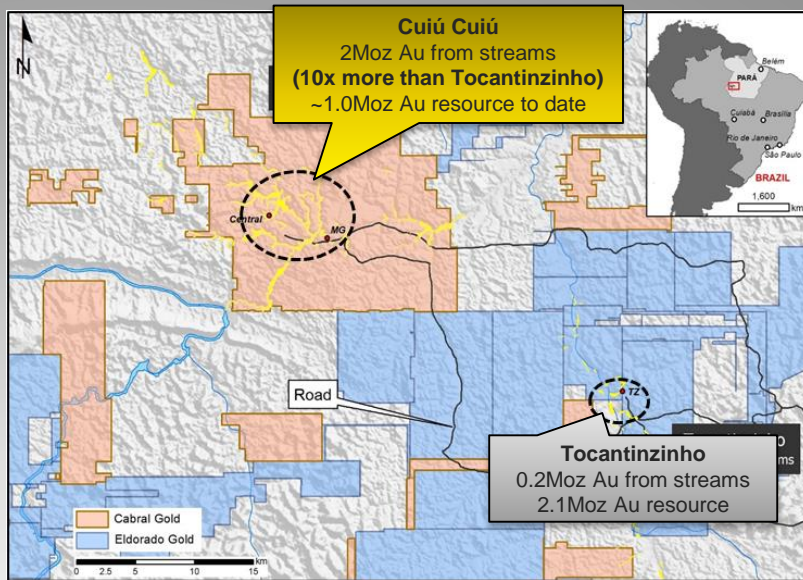 Cuiú Cuiú
2Moz Au from streams
(10x more than Tocantinzinho)
~1.0Moz Au resource to date
N
Belém
PARÁ
Cuiabá
Brasília
Rio de Janeiro
São Paulo
BRAZIL
1,600
km
Central
MG
Road
TZ
Tocantinzinho
0.2Moz Au from streams
2.1Moz Au resource
Cabral Gold
Eldorado Gold
km
0 2.5 5 10 15